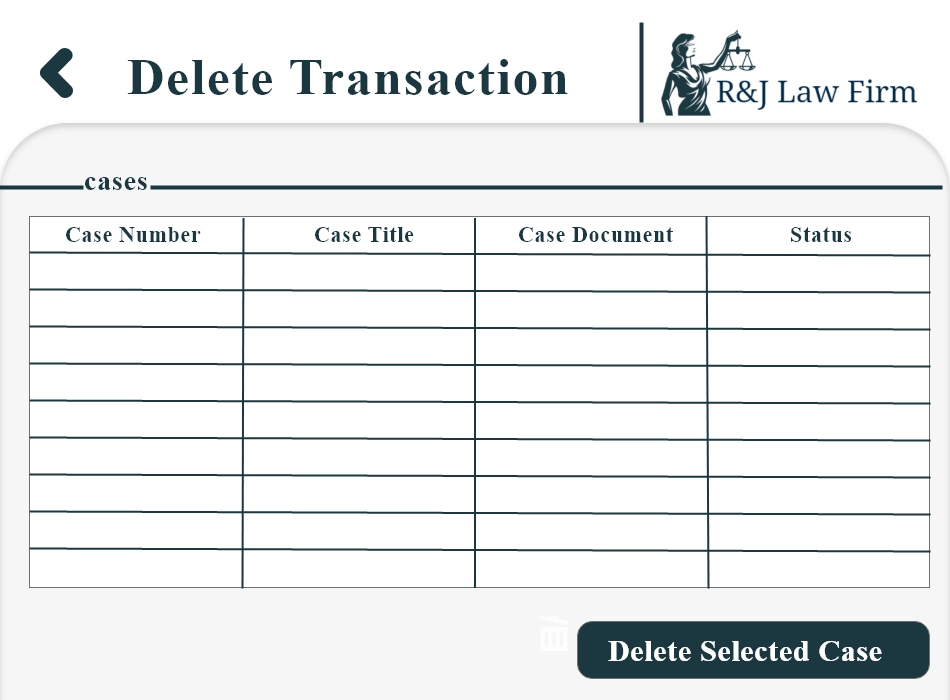 Delete Transaction
R&J Law Firm
cases
Case Number Case Title Case Document Status
Delete Selected Case